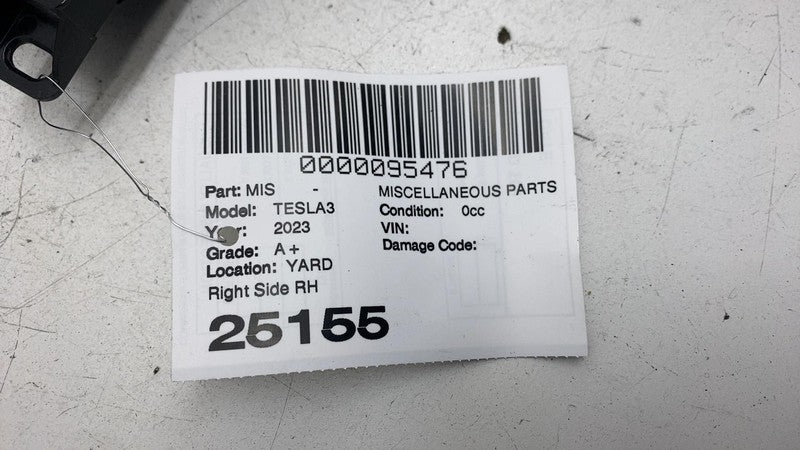 0000095476
Part: MIS - MISCELLANEOUS PARTS
Model: TESLA3 Condition: 0cc
Year: 2023 VIN:
Grade: A+ Damage Code:
Location: YARD
Right Side RH
25155